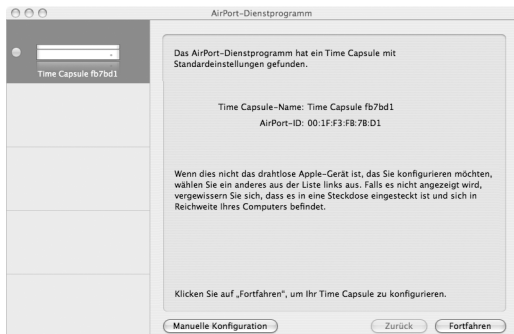 AirPort-Dienstprogramm
Time Capsule fb7bd1
Das AirPort-Dienstprogramm hat ein Time Capsule mit
Standardeinstellungen gefunden.
Time Capsule-Name: Time Capsule fb7bd1
AirPort-ID: 00:1F:F3:FB:7B:D1
Wenn dies nicht das drahtlose Apple-Gerät ist, das Sie konfigurieren möchten,
wählen Sie ein anderes aus der Liste links aus. Falls es nicht angezeigt wird,
vergewissern Sie sich, dass es in eine Steckdose eingesteckt ist und sich in
Reichweite Ihres Computers befindet.
Klicken Sie auf „Fortfahren“, um Ihr Time Capsule zu konfigurieren.
Manuelle Konfiguration
Zurück
Fortfahren